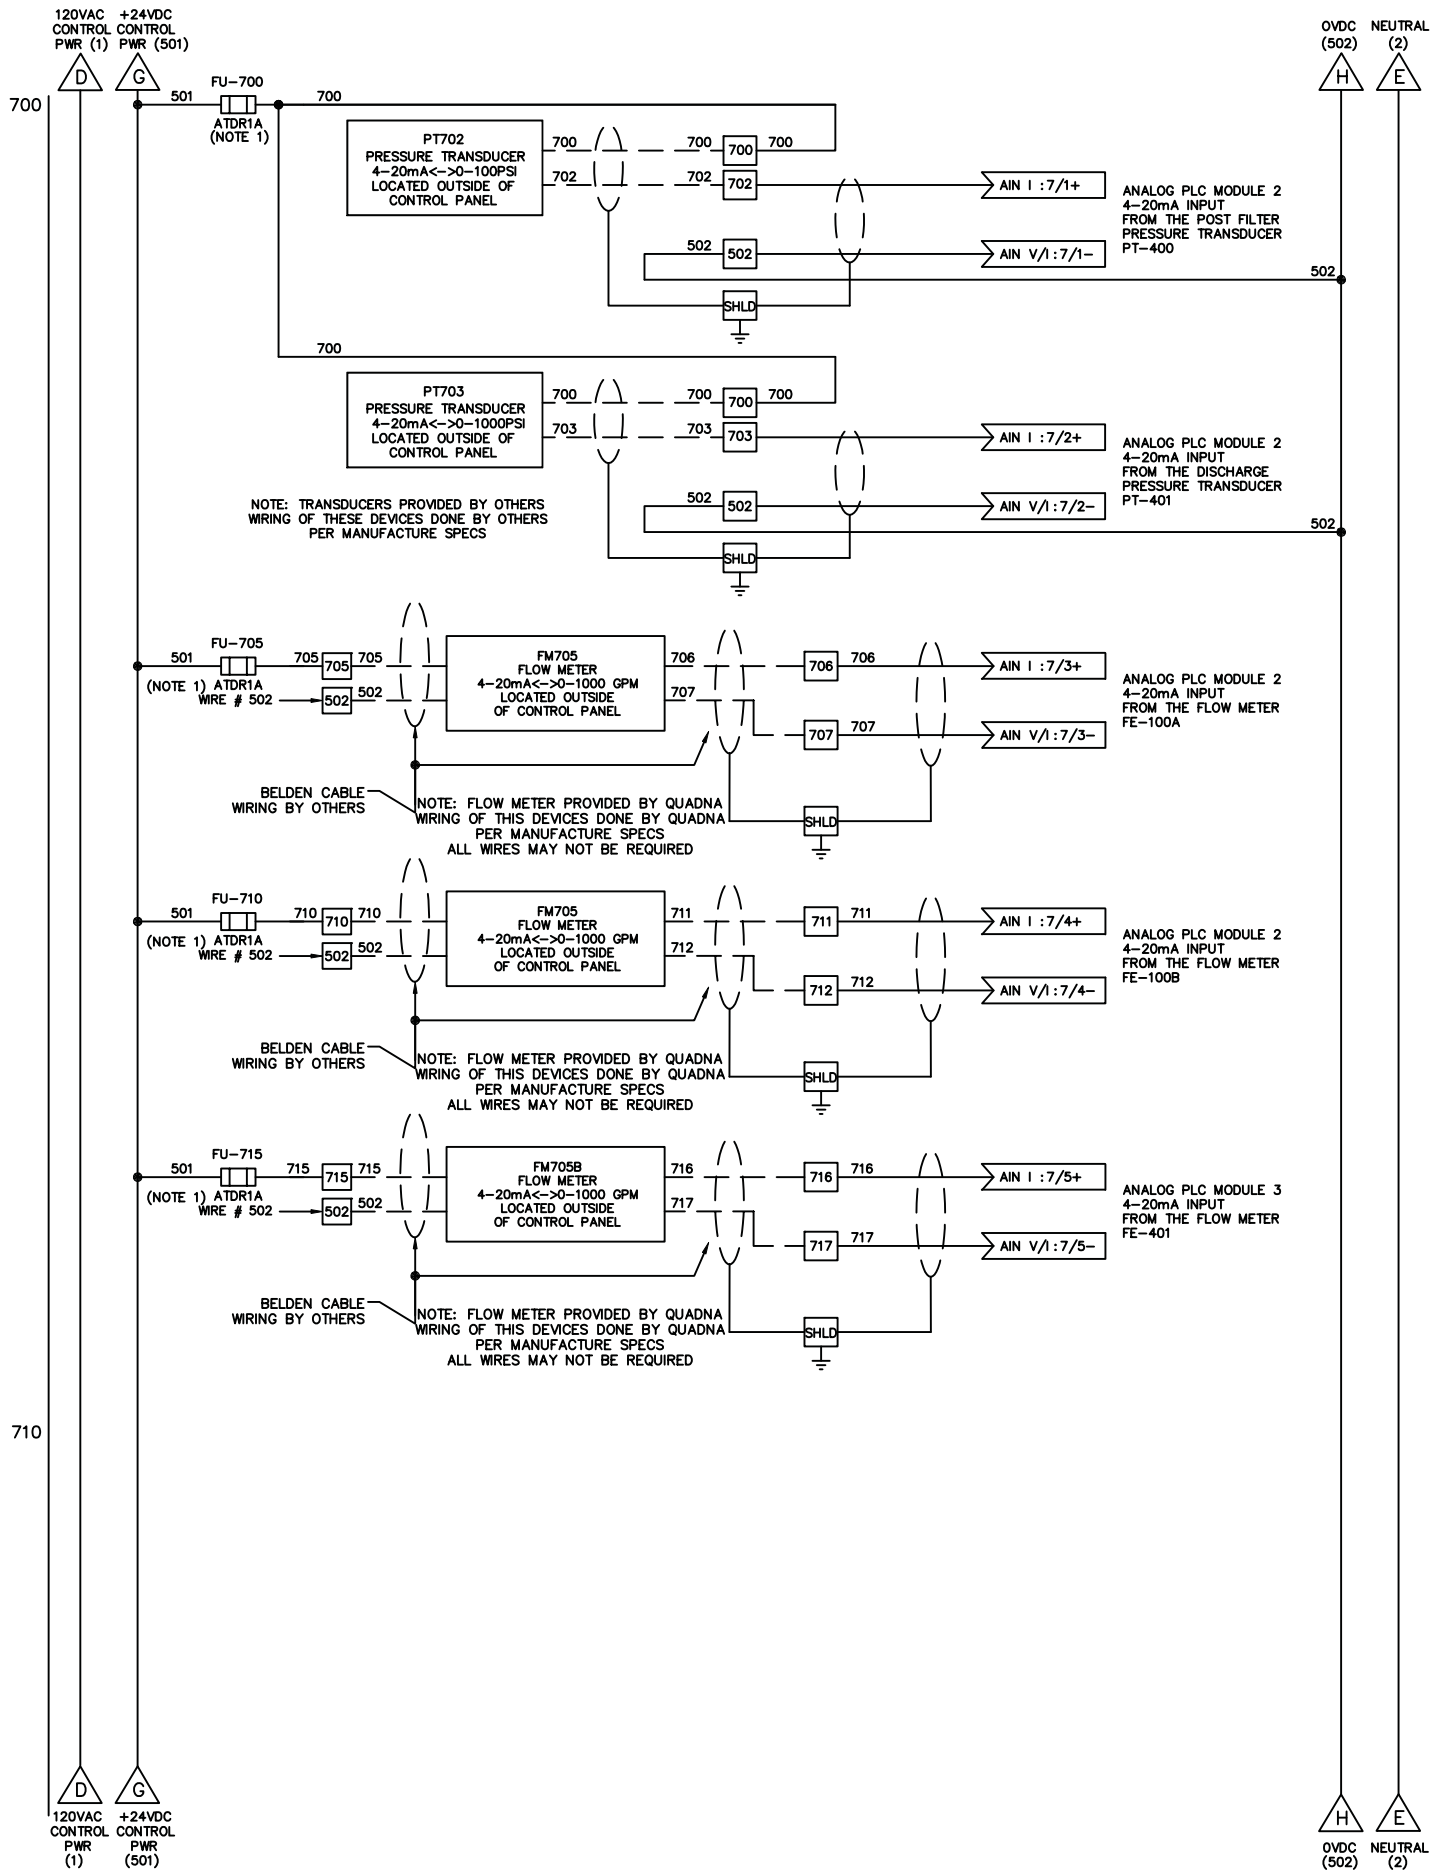 120VAC
CONTROL
PWR (1)
+24VDC
CONTROL
PWR (501)
0VDC
(502)
NEUTRAL
(2)
D
G
H
E
700
501
FU-700
ATDR1A
(NOTE 1)
700
PT702
PRESSURE TRANSDUCER
4-20mA<->0-100PSI
LOCATED OUTSIDE OF
CONTROL PANEL
700
700
700
700
702
702
702
AIN I :7/1+
502
502
AIN V/I:7/1-
SHLD
ANALOG PLC MODULE 2
4-20mA INPUT
FROM THE POST FILTER
PRESSURE TRANSDUCER
PT-400
502
700
PT703
PRESSURE TRANSDUCER
4-20mA<->0-1000PSI
LOCATED OUTSIDE OF
CONTROL PANEL
700
700
700
700
703
703
703
AIN I :7/2+
502
502
AIN V/I:7/2-
SHLD
ANALOG PLC MODULE 2
4-20mA INPUT
FROM THE DISCHARGE
PRESSURE TRANSDUCER
PT-401
502
NOTE: TRANSDUCERS PROVIDED BY OTHERS
WIRING OF THESE DEVICES DONE BY OTHERS
PER MANUFACTURE SPECS
501
FU-705
(NOTE 1) ATDR1A
WIRE # 502
705
705
705
502
502
FM705
FLOW METER
4-20mA<->0-1000 GPM
LOCATED OUTSIDE
OF CONTROL PANEL
706
706
706
707
707
707
AIN I :7/3+
AIN V/I:7/3-
SHLD
ANALOG PLC MODULE 2
4-20mA INPUT
FROM THE FLOW METER
FE-100A
BELDEN CABLE
WIRING BY OTHERS
NOTE: FLOW METER PROVIDED BY QUADNA
WIRING OF THIS DEVICES DONE BY QUADNA
PER MANUFACTURE SPECS
ALL WIRES MAY NOT BE REQUIRED
501
FU-710
(NOTE 1) ATDR1A
WIRE # 502
710
710
710
502
502
FM705
FLOW METER
4-20mA<->0-1000 GPM
LOCATED OUTSIDE
OF CONTROL PANEL
711
711
711
712
712
712
AIN I :7/4+
AIN V/I:7/4-
SHLD
ANALOG PLC MODULE 2
4-20mA INPUT
FROM THE FLOW METER
FE-100B
BELDEN CABLE
WIRING BY OTHERS
NOTE: FLOW METER PROVIDED BY QUADNA
WIRING OF THIS DEVICES DONE BY QUADNA
PER MANUFACTURE SPECS
ALL WIRES MAY NOT BE REQUIRED
501
FU-715
(NOTE 1) ATDR1A
WIRE # 502
715
715
715
502
502
FM705B
FLOW METER
4-20mA<->0-1000 GPM
LOCATED OUTSIDE
OF CONTROL PANEL
716
716
716
717
717
717
AIN I :7/5+
AIN V/I:7/5-
SHLD
ANALOG PLC MODULE 3
4-20mA INPUT
FROM THE FLOW METER
FE-401
BELDEN CABLE
WIRING BY OTHERS
NOTE: FLOW METER PROVIDED BY QUADNA
WIRING OF THIS DEVICES DONE BY QUADNA
PER MANUFACTURE SPECS
ALL WIRES MAY NOT BE REQUIRED
710
D
G
H
E
120VAC
CONTROL
PWR
(1)
+24VDC
CONTROL
PWR
(501)
0VDC
(502)
NEUTRAL
(2)